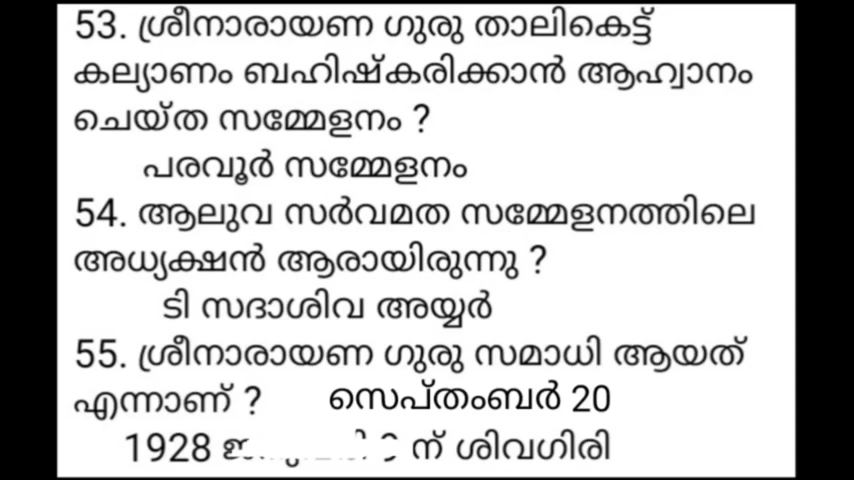 53. ശ്രീനാരായണ ഗുരു താലികെട്ട്
കല്യാണം ബഹിഷ്കരിക്കാൻ ആഹ്വാനം
ചെയ്ത സമ്മേളനം ?
പരവൂർ സമ്മേളനം
54. ആലുവ സർവമത സമ്മേളനത്തിലെ
അധ്യക്ഷൻ ആരായിരുന്നു ?
ടി സദാശിവ അയ്യർ
55. ശ്രീനാരായണ ഗുരു സമാധി ആയത്
എന്നാണ് ? സെപ്തംബർ 20
1928 ന് ശിവഗിരി